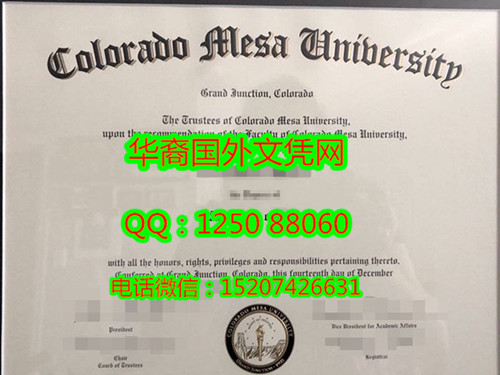 Colorado Mesa University
Grand Junction, Colorado
The Trustees of Colorado Mesa University,
upon the recommendation of the Faculty of Colorado Mesa University,
华裔国外文凭网
QQ：1250 88060
with all the honors, rights, privileges and responsibilities pertaining thereto.
Conferred at Grand Junction, Colorado, this fourteenth day of December
电话微信：15207426631
President
Vice President for Academic Affairs
COLORADO MESA UNIVERSITY
Chair
Board of Trustees
Registrar